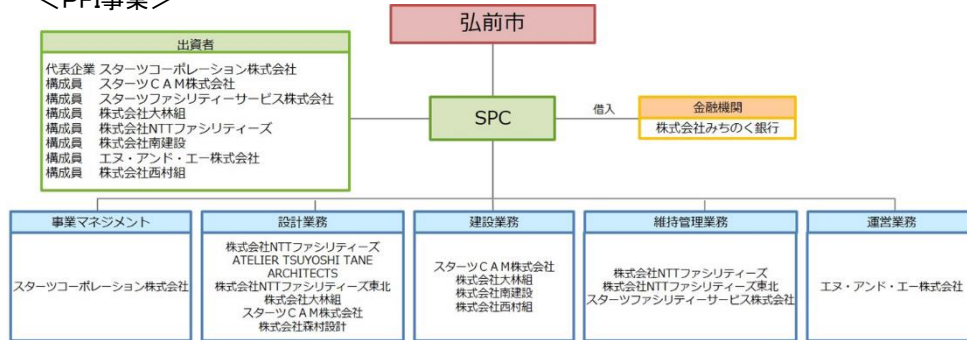 <PFI事業>
弘前市
出資者
代表企業 スターツコーポレーション株式会社
構成員 スターツCAM株式会社
構成員 スターツファシリティーサービス株式会社
構成員 株式会社大林組
構成員 株式会社NTTファシリティーズ
構成員 株式会社南建設
構成員 エヌ・アンド・エー株式会社
構成員 株式会社西村組
SPC
借入
金融機関
株式会社みちのく銀行
事業マネジメント
スターツコーポレーション株式会社
設計業務
株式会社NTTファシリティーズ
ATELIER TSUYOSHI TANE
ARCHITECTS
株式会社NTTファシリティーズ東北
株式会社大林組
スターツCAM株式会社
株式会社森村設計
建設業務
スターツCAM株式会社
株式会社大林組
株式会社南建設
株式会社西村組
維持管理業務
株式会社NTTファシリティーズ
株式会社NTTファシリティーズ東北
スターツファシリティーサービス株式会社
運営業務
エヌ・アンド・エー株式会社